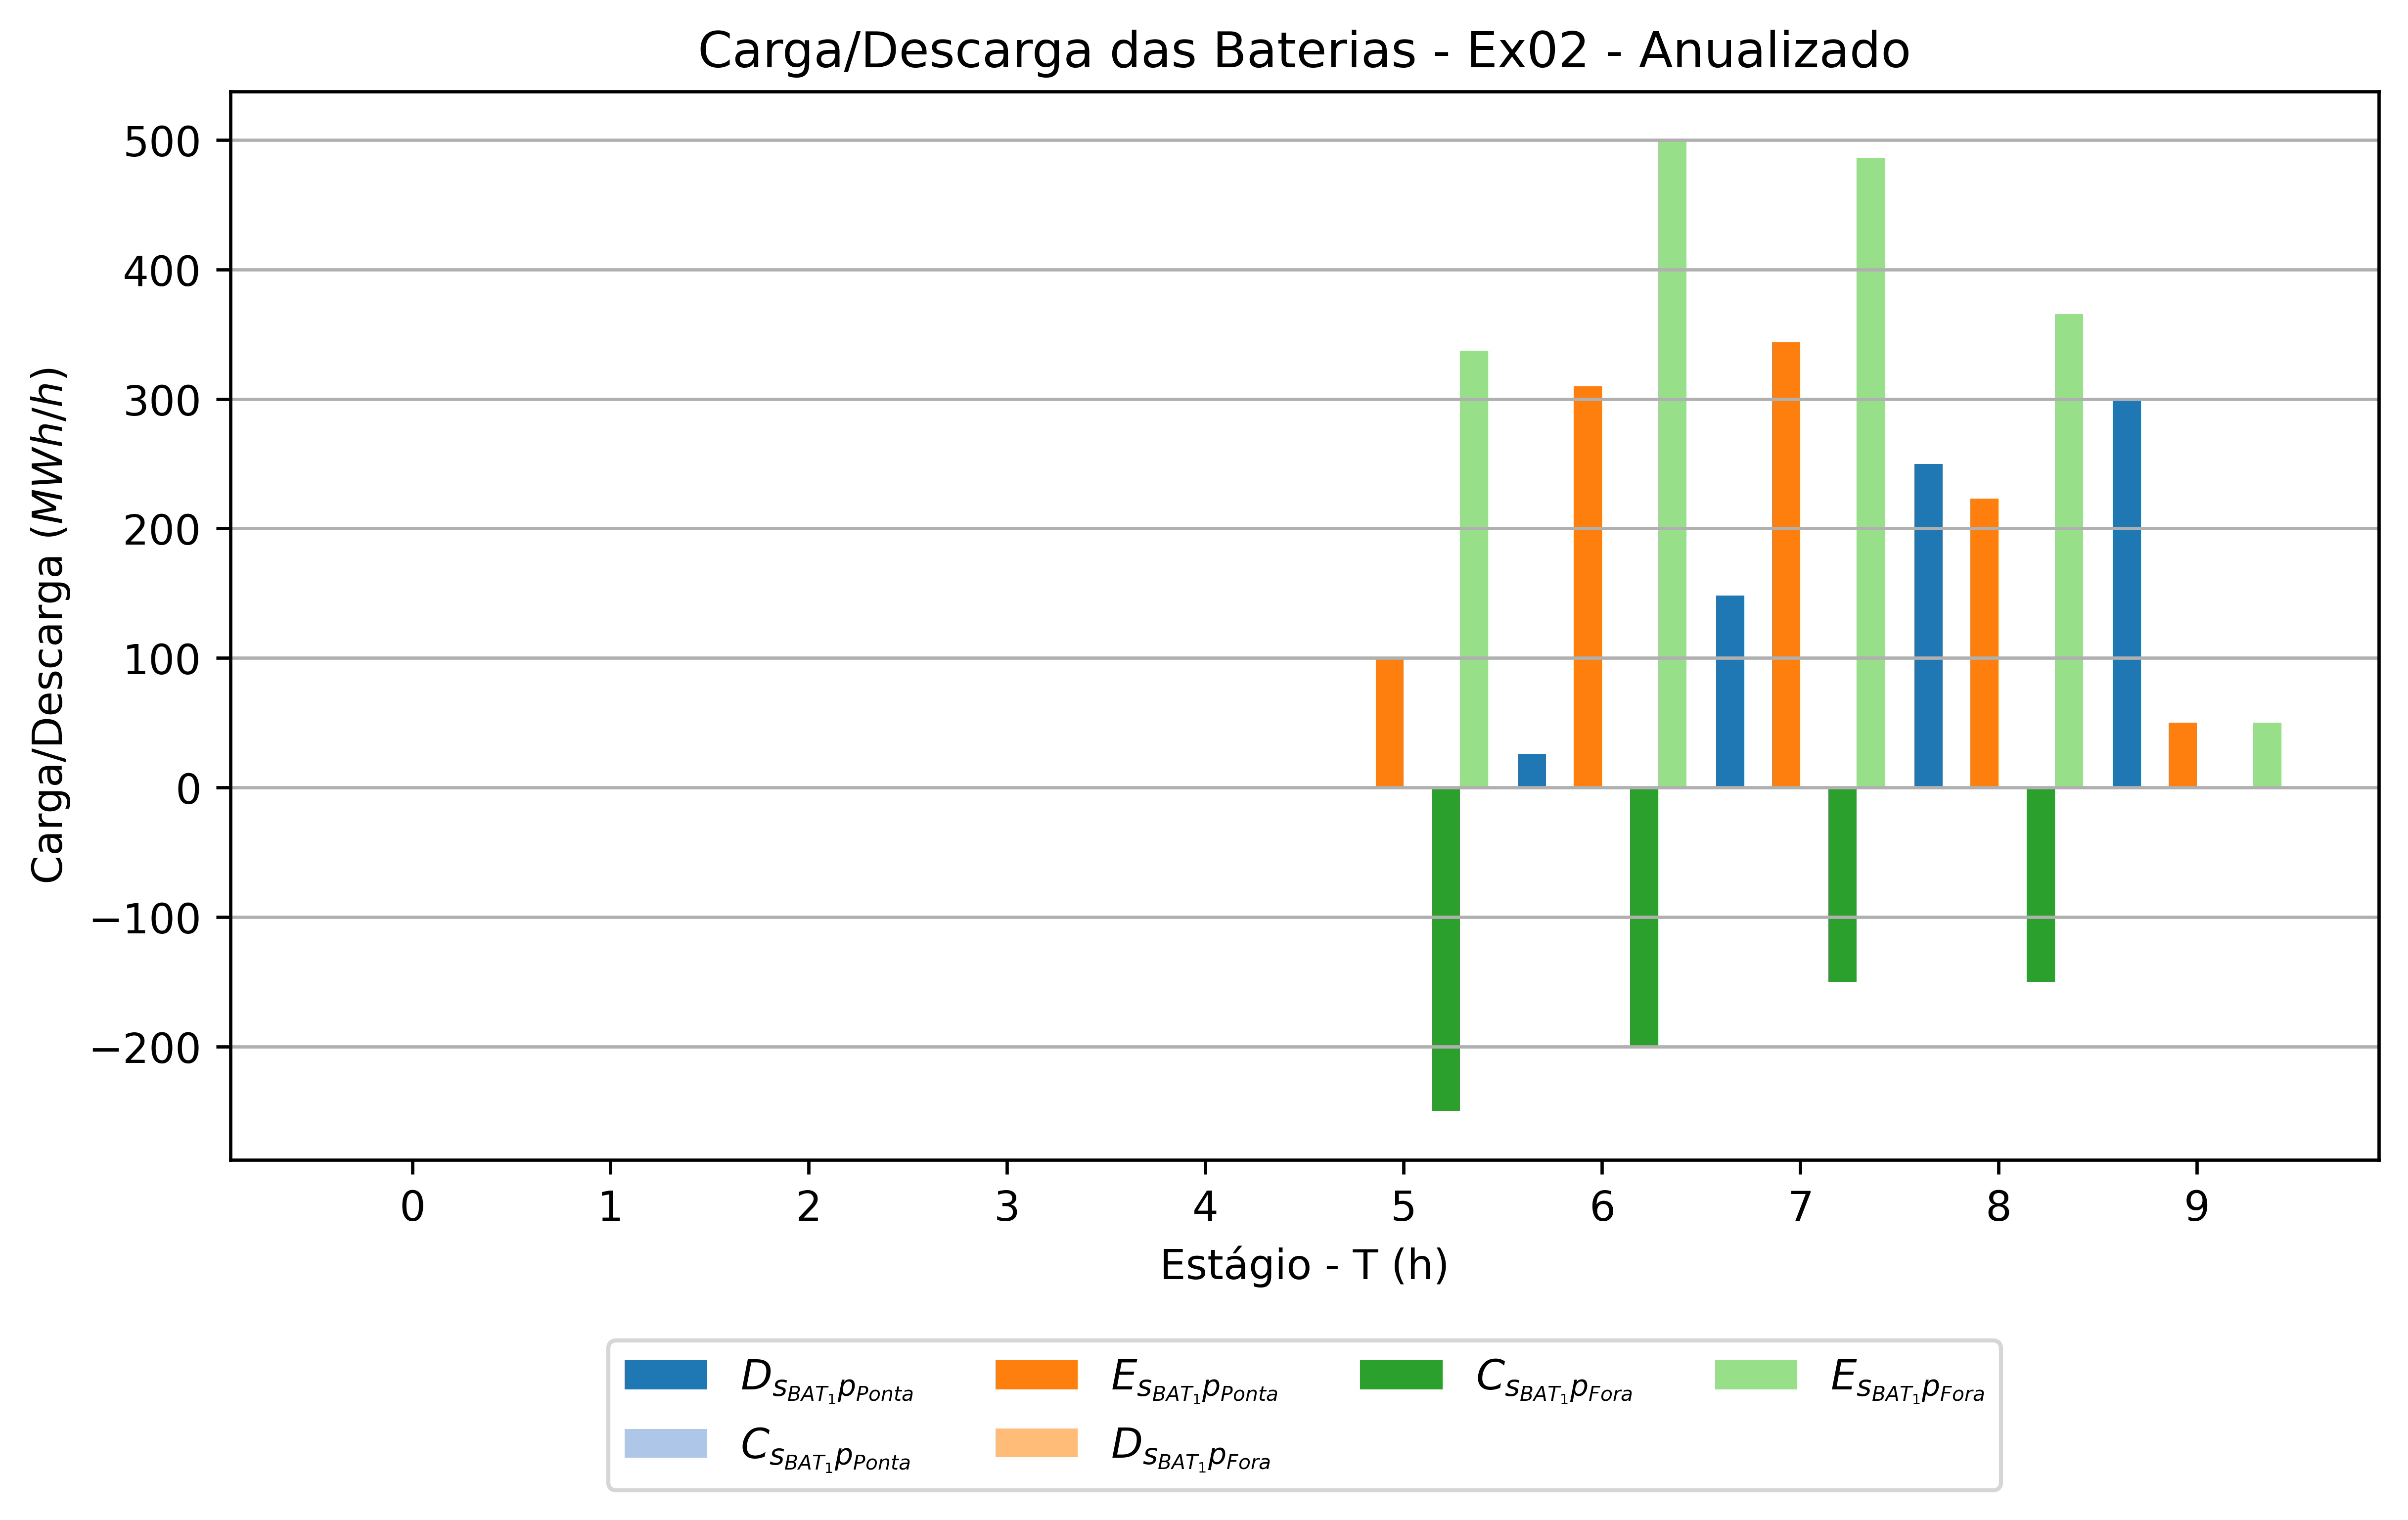 Carga/Descarga das Baterias - Ex02 - Anualizado
Carga/Descarga (MWh/h)
500
400
300
200
100
0
−100
−200
0 1 2 3 4 5 6 7 8 9
Estágio - T (h)
D_{s_{BAT_1}p_{Ponta}} E_{s_{BAT_1}p_{Ponta}} C_{s_{BAT_1}p_{Fora}} E_{s_{BAT_1}p_{Fora}}
C_{s_{BAT_1}p_{Ponta}} D_{s_{BAT_1}p_{Fora}}